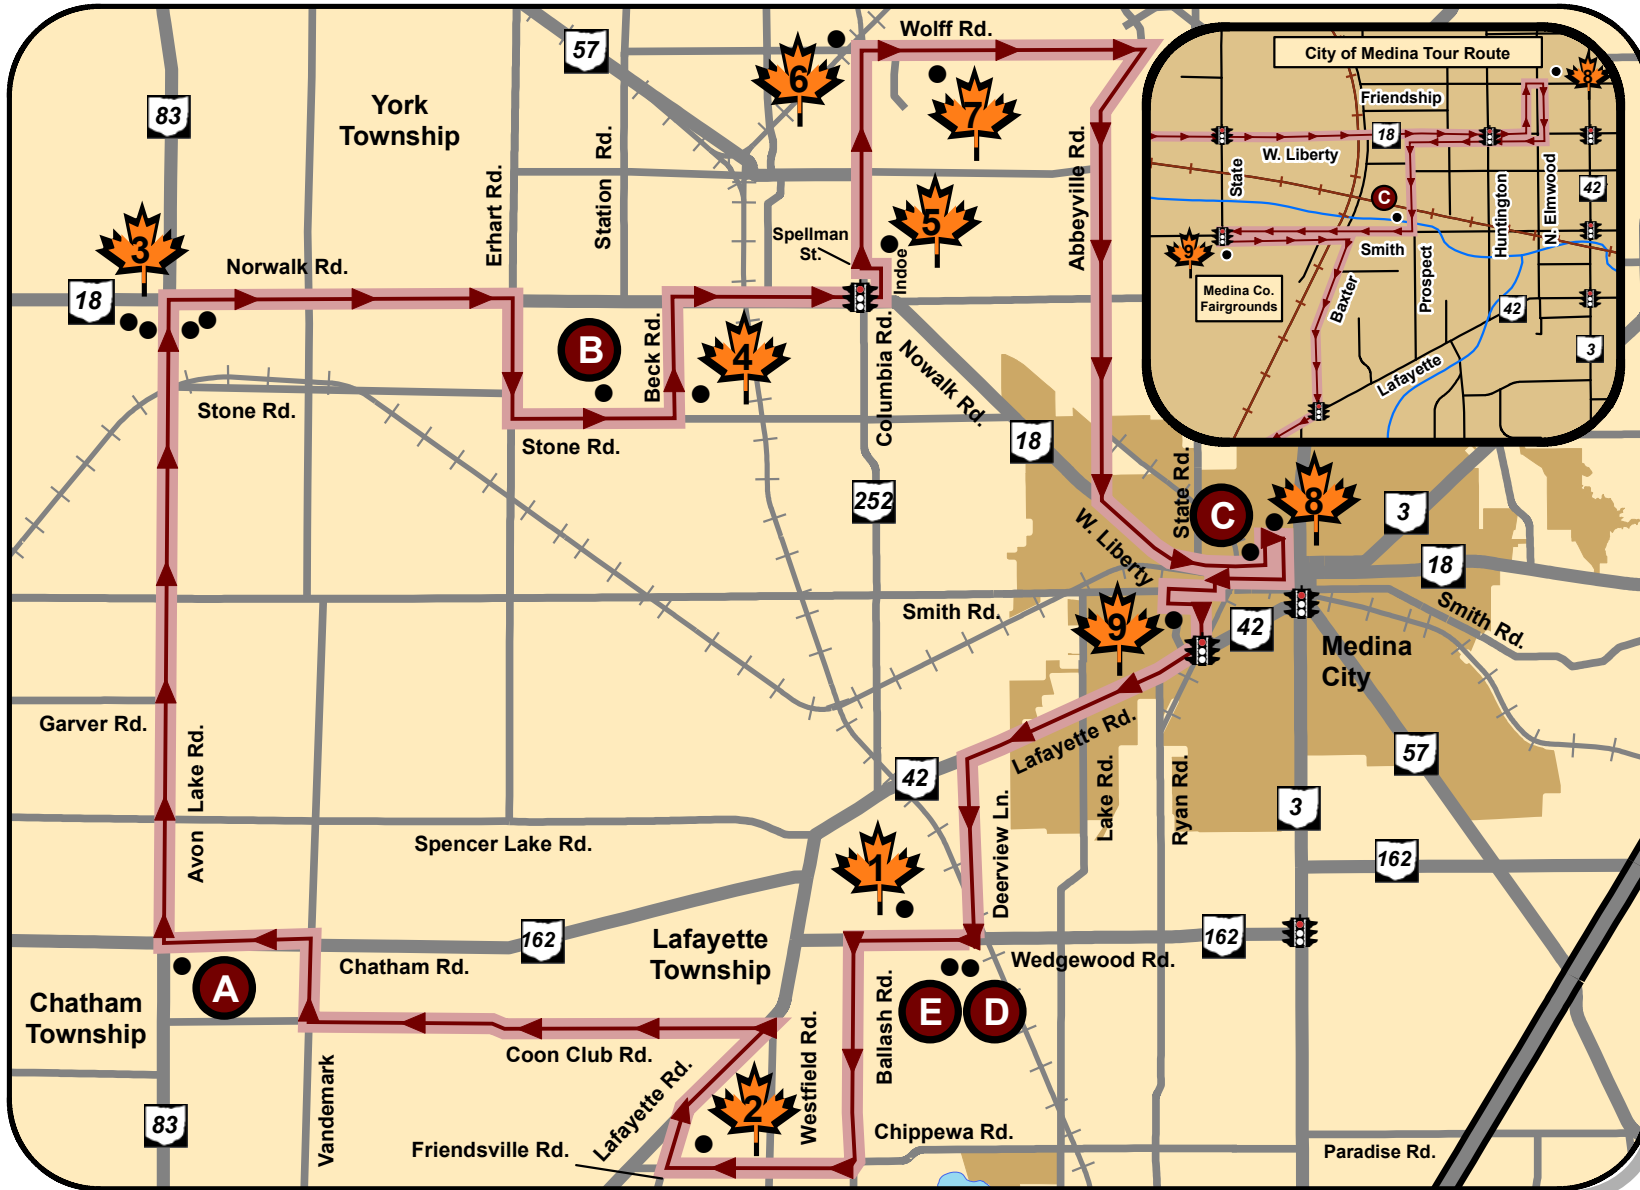 Wolff Rd.
57
6
7
83
York
Township
Erhart Rd.
Station Rd.
Abbeyville Rd.
City of Medina Tour Route
8
Friendship
18
W. Liberty
State
C
42
Huntington
N. Elmwood
Smith
9
Medina Co.
Fairgrounds
Baxter
Prospect
42
3
Lafayette
3
5
Spellman
St.
Indoe
Norwalk Rd.
18
B
Beck Rd.
4
Columbia Rd.
Nowalk Rd.
Stone Rd.
Stone Rd.
18
252
State Rd.
C
8
3
W. Liberty
18
Smith Rd.
9
42
Smith Rd.
Medina
City
Garver Rd.
Avon Lake Rd.
Lafayette Rd.
57
42
Lake Rd.
Ryan Rd.
3
Deerview Ln.
Spencer Lake Rd.
1
162
162
Lafayette
Township
162
Chatham Rd.
Wedgewood Rd.
A
Chatham
Township
E
D
Ballash Rd.
Westfield Rd.
Coon Club Rd.
Vandemark
Lafayette Rd.
2
83
Friendsville Rd.
Chippewa Rd.
Paradise Rd.